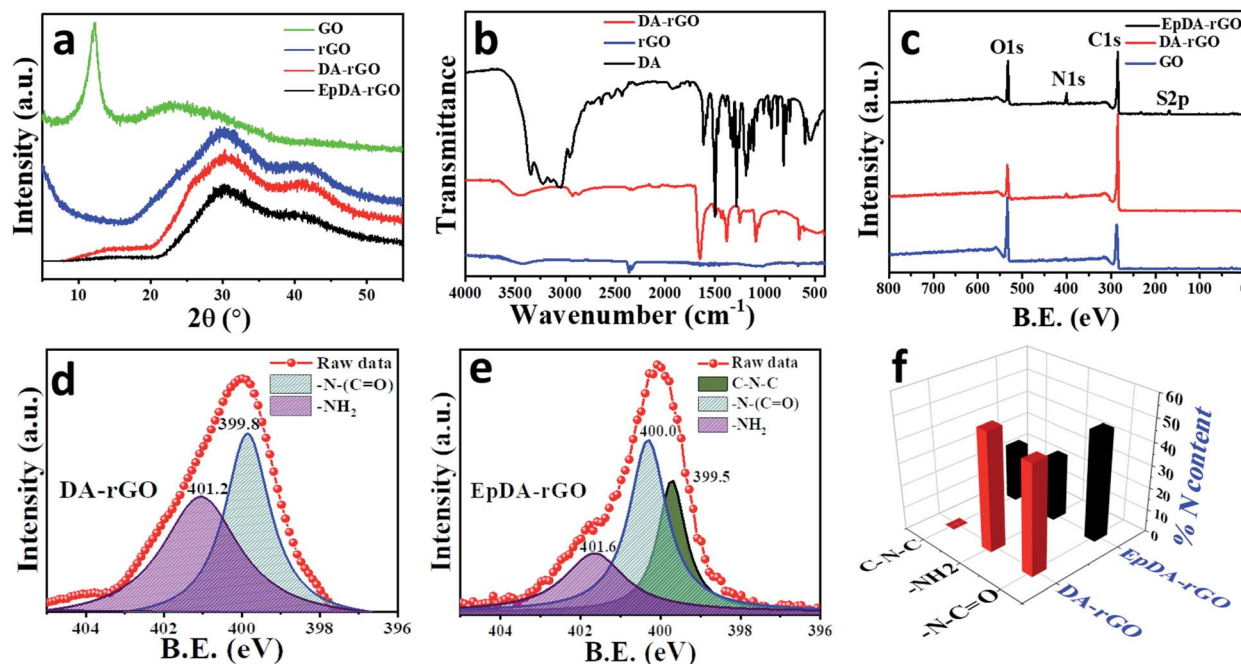 a
GO
rGO
DA-rGO
EpDA-rGO
Intensity (a.u.)
10 20 30 40 50
2θ (°)
b
DA-rGO
rGO
DA
Transmittance
4000 3500 3000 2500 2000 1500 1000 500
Wavenumber (cm⁻¹)
c
EpDA-rGO
DA-rGO
GO
O1s
N1s
C1s
S2p
Intensity (a.u.)
800 700 600 500 400 300 200 100 0
B.E. (eV)
d
Raw data
-N-(C=O)
-NH₂
399.8
401.2
DA-rGO
Intensity (a.u.)
404 402 400 398 396
B.E. (eV)
e
Raw data
C-N-C
-N-(C=O)
-NH₂
400.0
399.5
401.6
EpDA-rGO
Intensity (a.u.)
404 402 400 398 396
B.E. (eV)
f
60
50
40
30
20
10
0
% N content
C-N-C
-NH2
-N-C=O
DA-rGO
EpDA-rGO